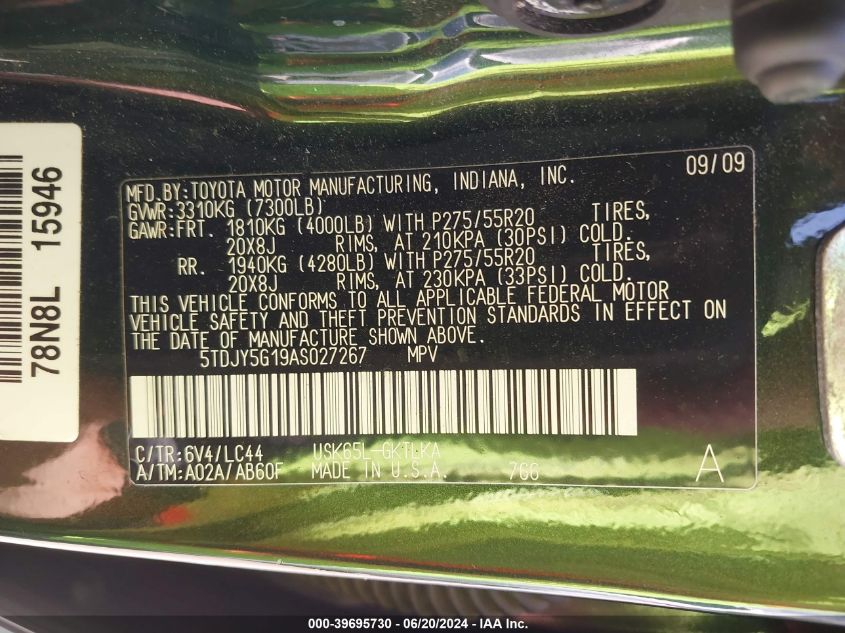 78N8L 15946
09/09
MFD.BY:TOYOTA MOTOR MANUFACTURING, INDIANA, INC.
GVWR:3310KG (7300LB)
GAWR:FRT. 1810KG (4000LB) WITH P275/55R20 TIRES,
20X8J RIMS, AT 210KPA (30PSI) COLD.
RR. 1940KG (4280LB) WITH P275/55R20 TIRES,
20X8J RIMS, AT 230KPA (33PSI) COLD.
THIS VEHICLE CONFORMS TO ALL APPLICABLE FEDERAL MOTOR
VEHICLE SAFETY AND THEFT PREVENTION STANDARDS IN EFFECT ON
THE DATE OF MANUFACTURE SHOWN ABOVE.
5TDJY5G19AS027267 MPV
C/TR:6V4/LC44 USK65L-GKTLKA
A/TM:A02A/AB60F MADE IN U.S.A. 7G6 A
000-39695730 - 06/20/2024 - IAA Inc.